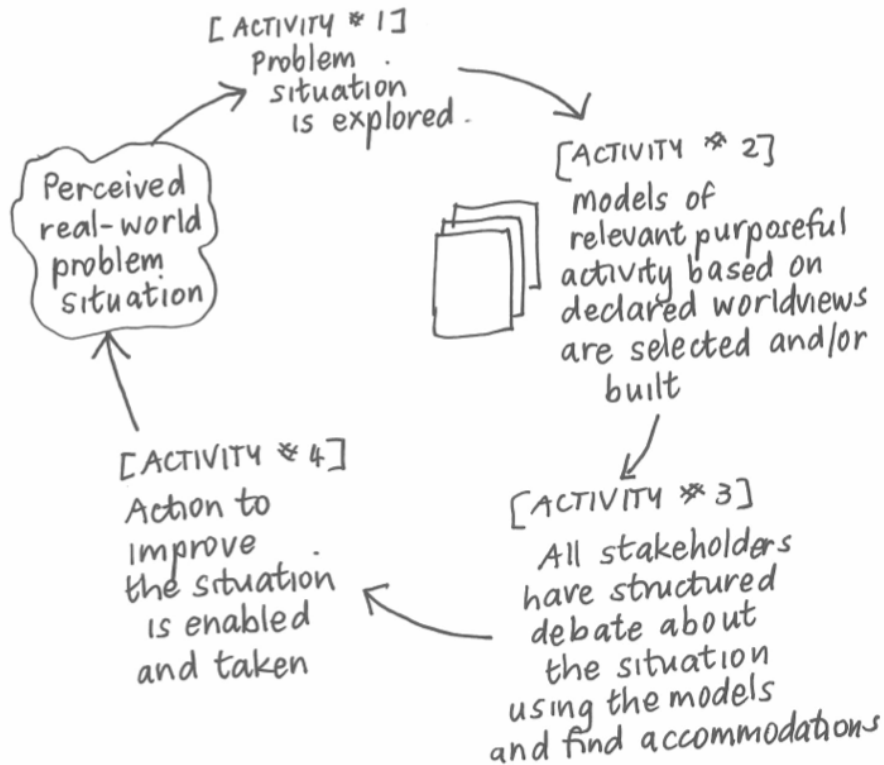 [ACTIVITY # 1]
Problem
situation
is explored.
Perceived
real-world
problem
situation
[ACTIVITY # 2]
models of
relevant purposeful
activity based on
declared worldviews
are selected and/or
built
[ACTIVITY # 3]
All stakeholders
have structured
debate about
the situation
using the models
and find accommodations
[ACTIVITY # 4]
Action to
improve
the situation
is enabled
and taken